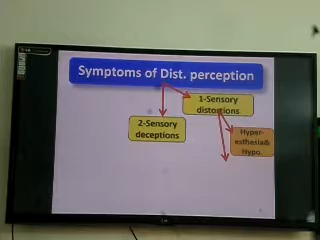 Symptoms of Dist. perception
1-Sensory
distortions
2-Sensory
deceptions
Hyper-
esthesia&
Hypo.